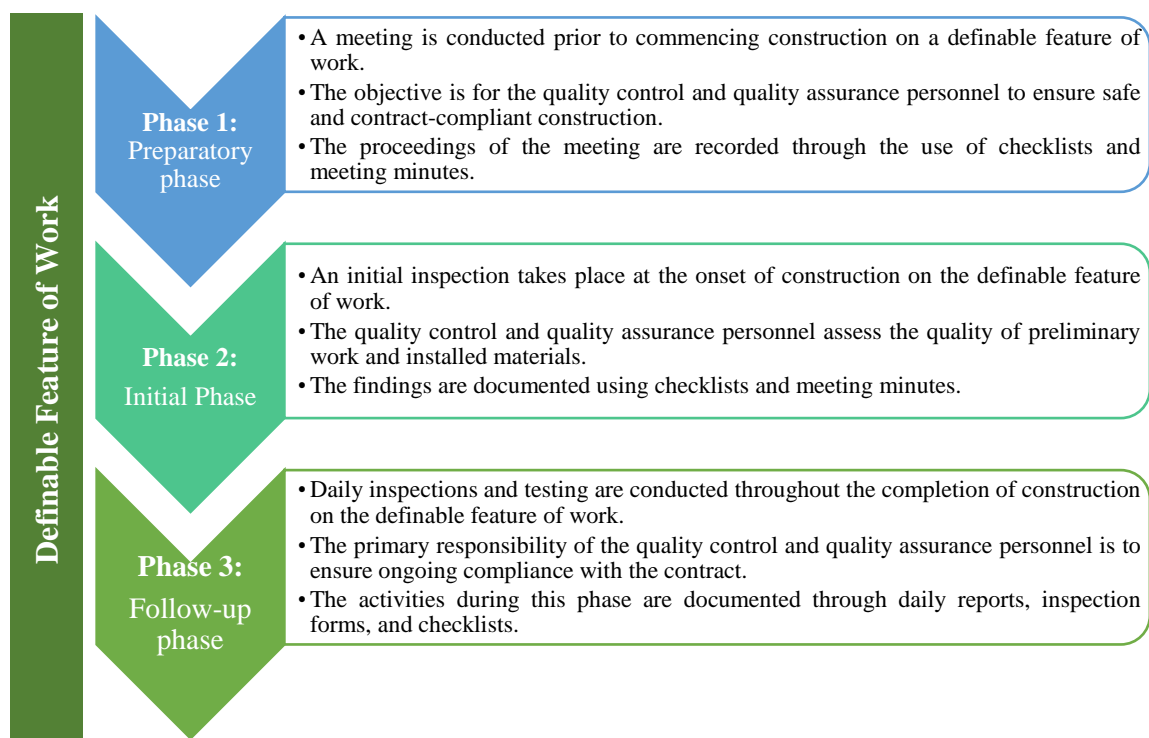 Definable Feature of Work
Phase 1:
Preparatory
phase
• A meeting is conducted prior to commencing construction on a definable feature of
work.
• The objective is for the quality control and quality assurance personnel to ensure safe
and contract-compliant construction.
• The proceedings of the meeting are recorded through the use of checklists and
meeting minutes.
Phase 2:
Initial Phase
• An initial inspection takes place at the onset of construction on the definable feature
of work.
• The quality control and quality assurance personnel assess the quality of preliminary
work and installed materials.
• The findings are documented using checklists and meeting minutes.
Phase 3:
Follow-up
phase
• Daily inspections and testing are conducted throughout the completion of construction
on the definable feature of work.
• The primary responsibility of the quality control and quality assurance personnel is to
ensure ongoing compliance with the contract.
• The activities during this phase are documented through daily reports, inspection
forms, and checklists.